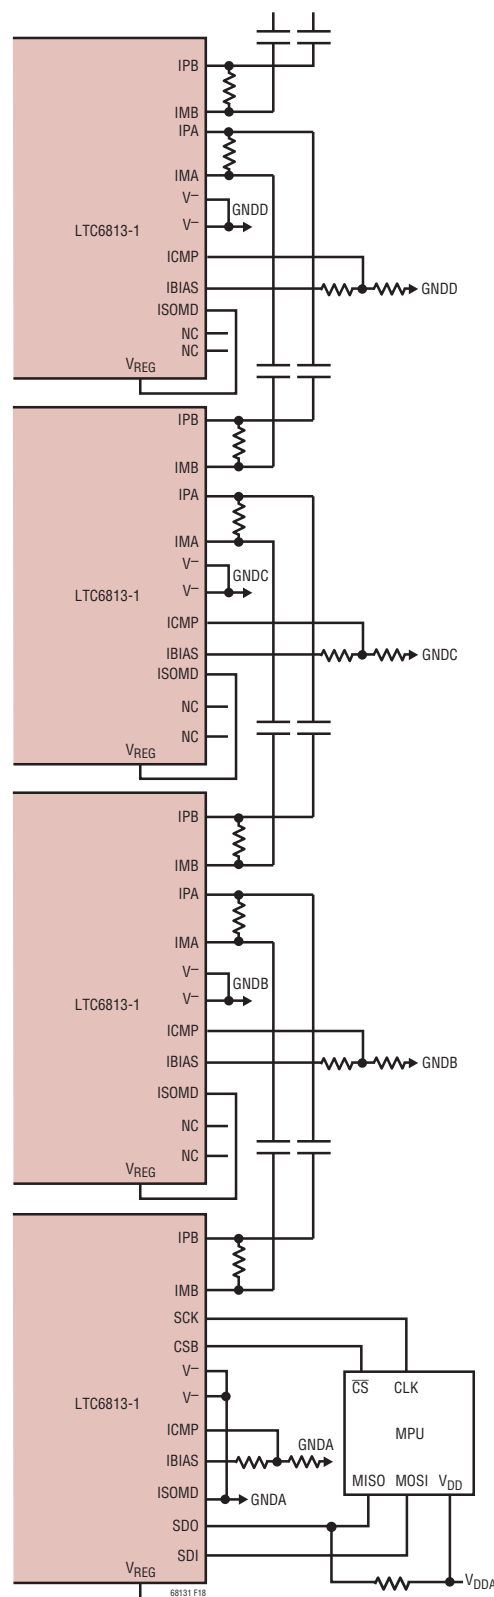 IPB
IMB
IPA
IMA
V–
GNDD
V–
LTC6813-1
ICMP
IBIAS
GNDD
ISOMD
NC
NC
VREG
IPB
IMB
IPA
IMA
V–
GNDC
V–
LTC6813-1
ICMP
IBIAS
GNDC
ISOMD
NC
NC
VREG
IPB
IMB
IPA
IMA
V–
GNDB
V–
LTC6813-1
ICMP
IBIAS
GNDB
ISOMD
NC
NC
VREG
IPB
IMB
SCK
CSB
V–
CS CLK
V–
LTC6813-1
ICMP
MPU
GNDA
IBIAS
MISO MOSI VDD
ISOMD
GNDA
SDO
SDI
VREG
VDDA
68131 F18